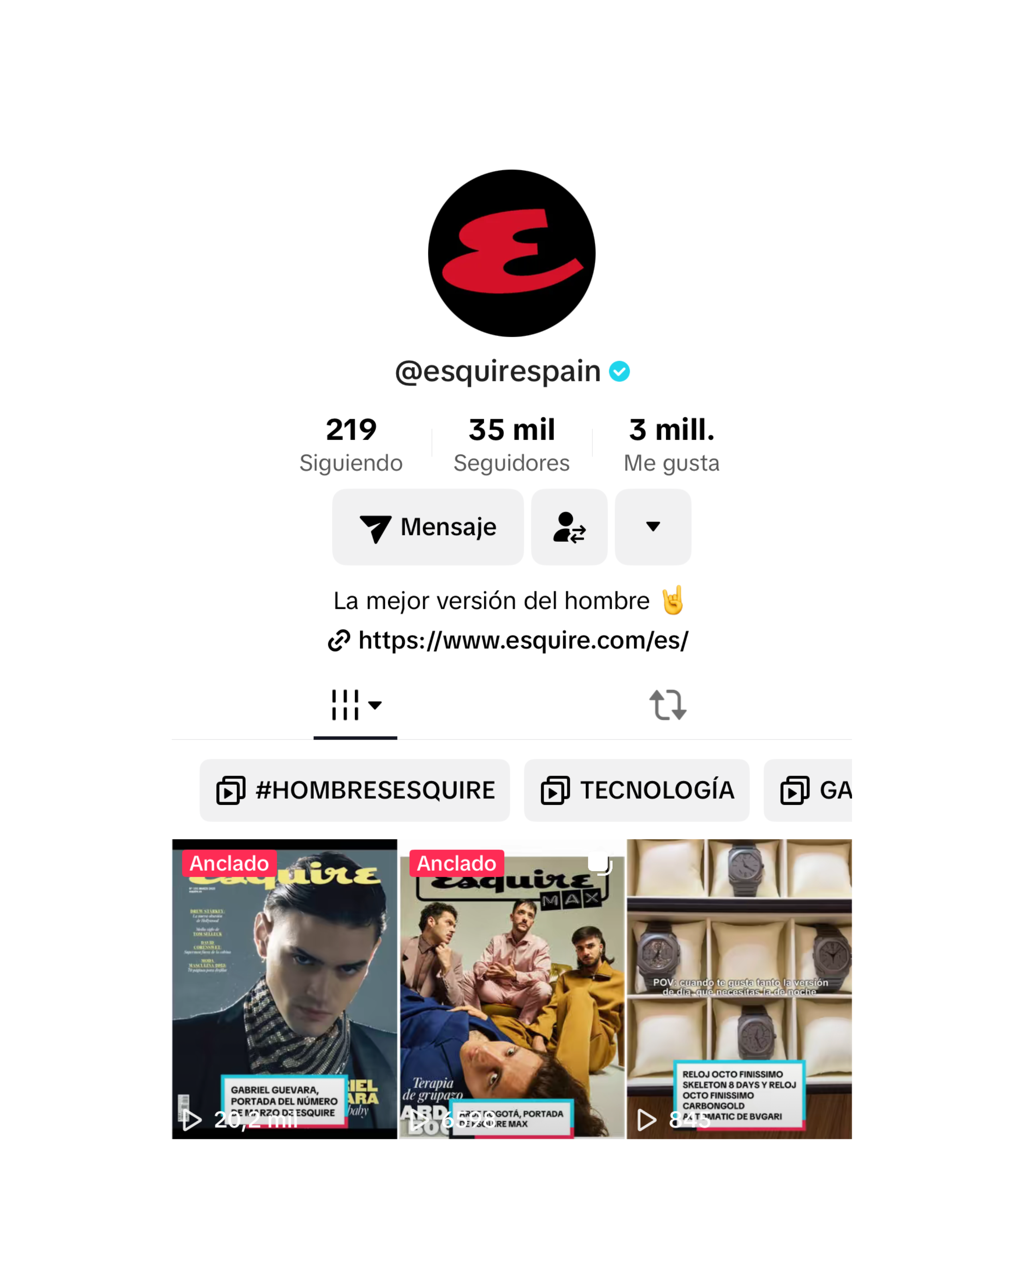 @esquirespain
219
Siguiendo
35 mil
Seguidores
3 mill.
Me gusta
Mensaje
La mejor versión del hombre 🤘
https://www.esquire.com/es/
#HOMBRESESQUIRE
TECNOLOGÍA
GA
Anclado
Esquire
GABRIEL GUEVARA,
PORTADA DEL NÚMERO
DE MARZO DE ESQUIRE
20,2 mil
Anclado
Esquire
MAX
Terapia
de grupazo
PORTADA
DE ESQUIRE MAX
POV: cuando te gusta tanto la versión
de día, que necesitas la de noche
RELOJ OCTO FINISSIMO
SKELETON 8 DAYS Y RELOJ
OCTO FINISSIMO
CARBONGOLD
AUTOMATIC DE BVGARI
845